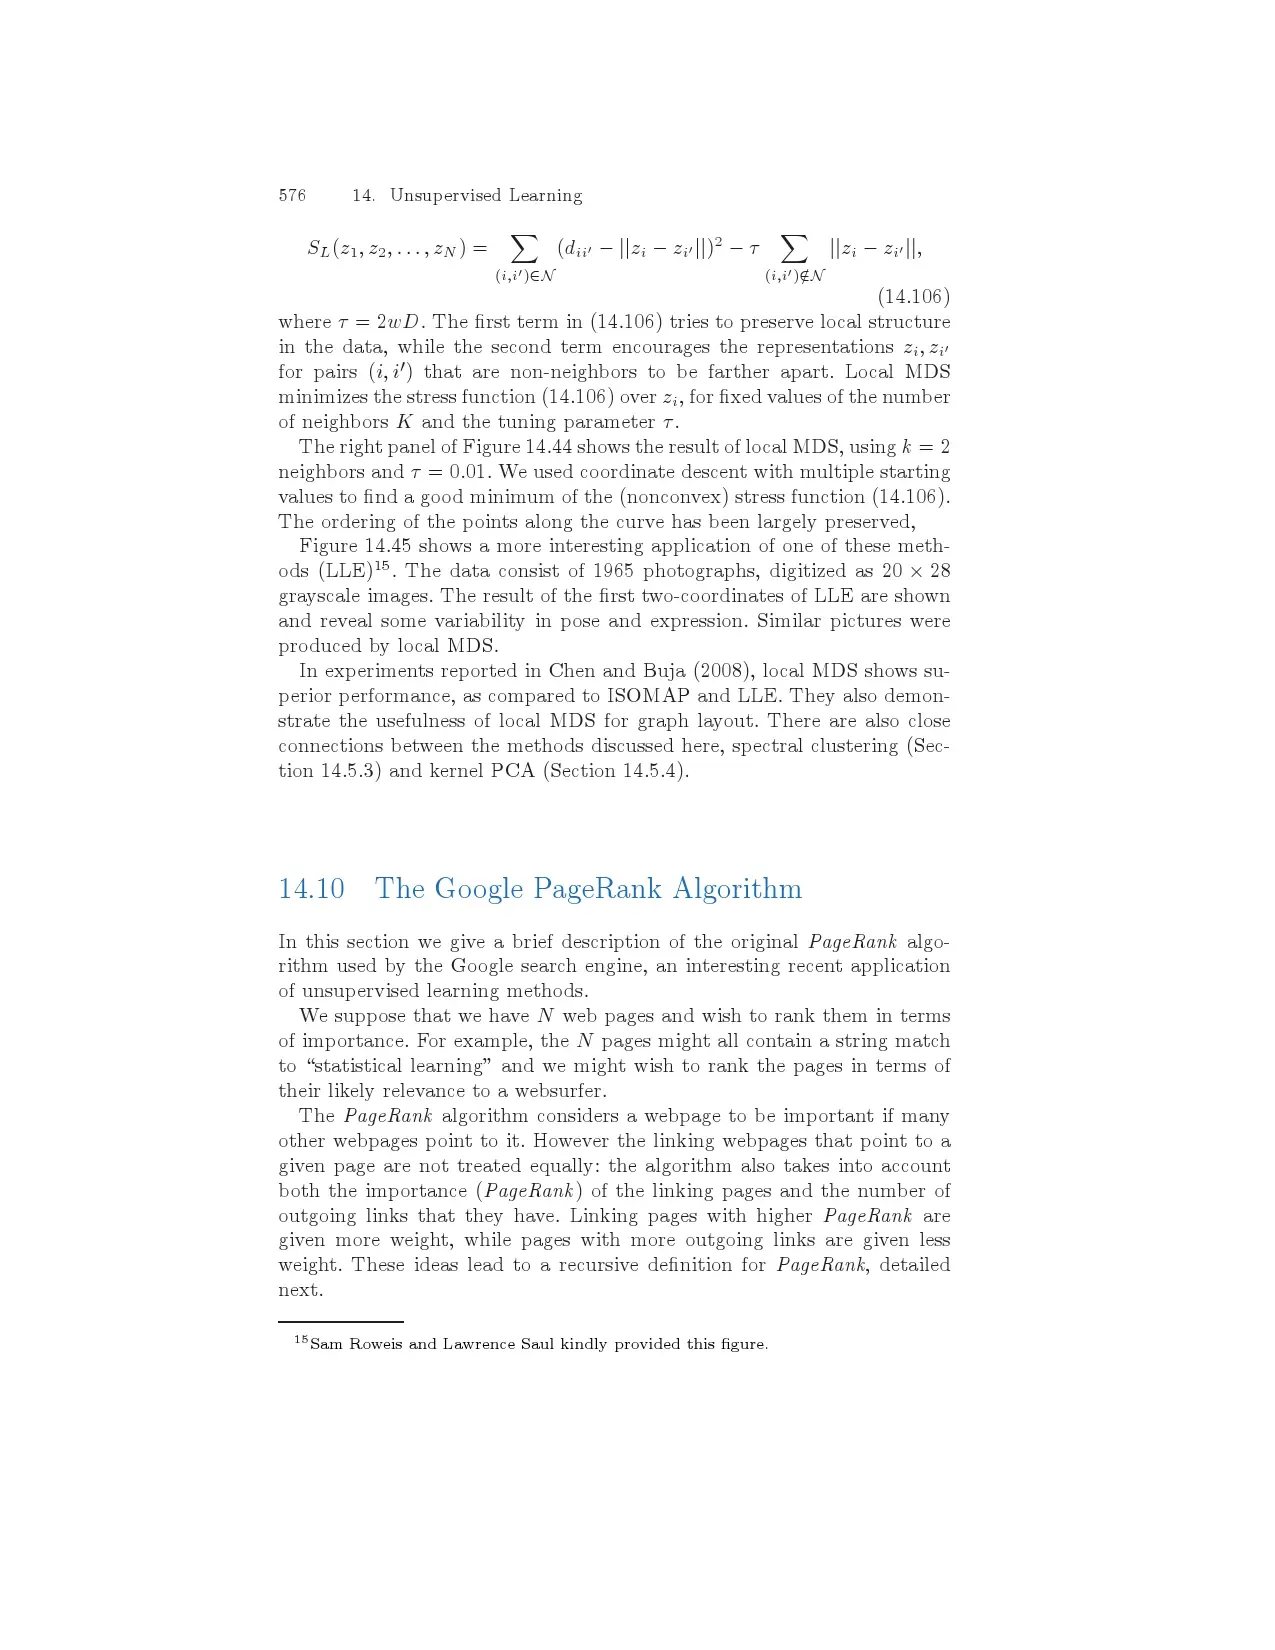 576 14. Unsupervised Learning
S_L(z_1, z_2, . . . , z_N) = ∑_{(i,i′)∈N} (d_{ii′} − ||z_i − z_{i′}||)² − τ ∑_{(i,i′)∉N} ||z_i − z_{i′}||,
(14.106)
where τ = 2wD. The first term in (14.106) tries to preserve local structure
in the data, while the second term encourages the representations z_i, z_{i′}
for pairs (i, i′) that are non-neighbors to be farther apart. Local MDS
minimizes the stress function (14.106) over z_i, for fixed values of the number
of neighbors K and the tuning parameter τ.
The right panel of Figure 14.44 shows the result of local MDS, using k = 2
neighbors and τ = 0.01. We used coordinate descent with multiple starting
values to find a good minimum of the (nonconvex) stress function (14.106).
The ordering of the points along the curve has been largely preserved,
Figure 14.45 shows a more interesting application of one of these meth-
ods (LLE)¹⁵. The data consist of 1965 photographs, digitized as 20 × 28
grayscale images. The result of the first two-coordinates of LLE are shown
and reveal some variability in pose and expression. Similar pictures were
produced by local MDS.
In experiments reported in Chen and Buja (2008), local MDS shows su-
perior performance, as compared to ISOMAP and LLE. They also demon-
strate the usefulness of local MDS for graph layout. There are also close
connections between the methods discussed here, spectral clustering (Sec-
tion 14.5.3) and kernel PCA (Section 14.5.4).
14.10 The Google PageRank Algorithm
In this section we give a brief description of the original PageRank algo-
rithm used by the Google search engine, an interesting recent application
of unsupervised learning methods.
We suppose that we have N web pages and wish to rank them in terms
of importance. For example, the N pages might all contain a string match
to “statistical learning” and we might wish to rank the pages in terms of
their likely relevance to a websurfer.
The PageRank algorithm considers a webpage to be important if many
other webpages point to it. However the linking webpages that point to a
given page are not treated equally: the algorithm also takes into account
both the importance (PageRank) of the linking pages and the number of
outgoing links that they have. Linking pages with higher PageRank are
given more weight, while pages with more outgoing links are given less
weight. These ideas lead to a recursive definition for PageRank, detailed
next.
¹⁵Sam Roweis and Lawrence Saul kindly provided this figure.